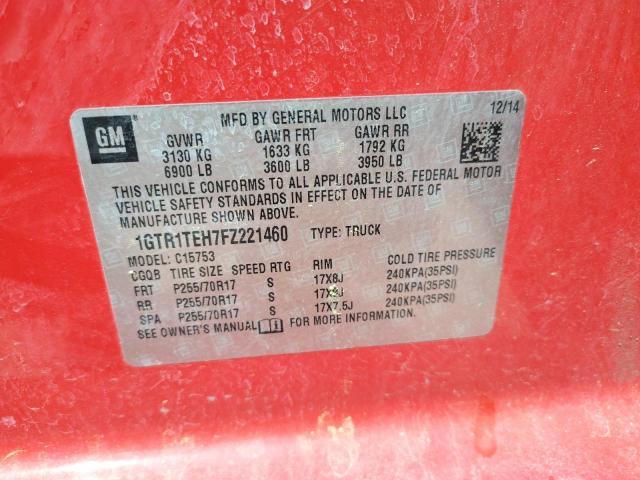 MFD BY GENERAL MOTORS LLC 12/14
GM
GVWR GAWR FRT GAWR RR
3130 KG 1633 KG 1792 KG
6900 LB 3600 LB 3950 LB
THIS VEHICLE CONFORMS TO ALL APPLICABLE U.S. FEDERAL MOTOR
VEHICLE SAFETY STANDARDS IN EFFECT ON THE DATE OF
MANUFACTURE SHOWN ABOVE.
1GTR1TEH7FZ221460 TYPE: TRUCK
MODEL: C15753
CGQB TIRE SIZE SPEED RTG RIM COLD TIRE PRESSURE
FRT P255/70R17 S 17X8J 240KPA(35PSI)
RR P255/70R17 S 17X8J 240KPA(35PSI)
SPA P255/70R17 S 17X7.5J 240KPA(35PSI)
SEE OWNER'S MANUAL FOR MORE INFORMATION.